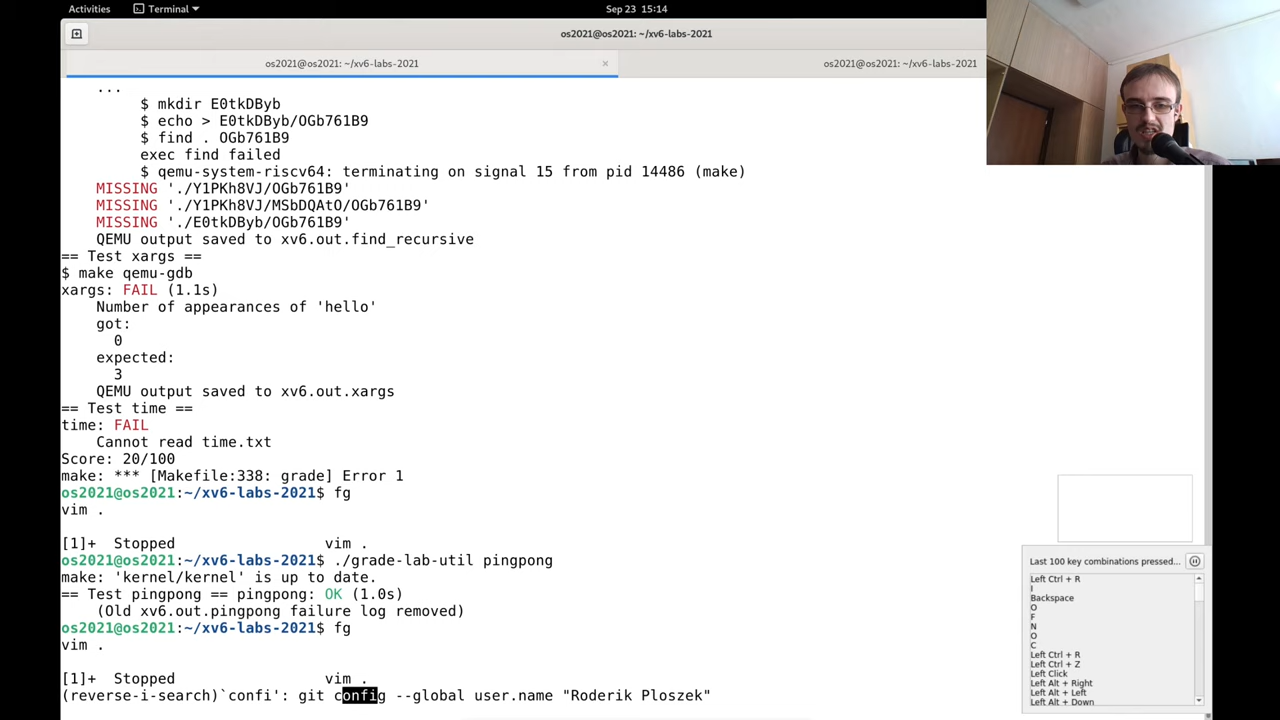 Activities Terminal Sep 23 15:14
os2021@os2021: ~/xv6-labs-2021
os2021@os2021: ~/xv6-labs-2021 × os2021@os2021: ~/xv6-labs-2021
...
$ mkdir E0tkDByb
$ echo > E0tkDByb/OGb761B9
$ find . OGb761B9
exec find failed
$ qemu-system-riscv64: terminating on signal 15 from pid 14486 (make)
MISSING './Y1PKh8VJ/OGb761B9'
MISSING './Y1PKh8VJ/MSbDQAtO/OGb761B9'
MISSING './E0tkDByb/OGb761B9'
QEMU output saved to xv6.out.find_recursive
== Test xargs ==
$ make qemu-gdb
xargs: FAIL (1.1s)
Number of appearances of 'hello'
got:
0
expected:
3
QEMU output saved to xv6.out.xargs
== Test time ==
time: FAIL
Cannot read time.txt
Score: 20/100
make: *** [Makefile:338: grade] Error 1
os2021@os2021:~/xv6-labs-2021$ fg
vim .
[1]+ Stopped vim .
os2021@os2021:~/xv6-labs-2021$ ./grade-lab-util pingpong
make: 'kernel/kernel' is up to date.
== Test pingpong == pingpong: OK (1.0s)
(Old xv6.out.pingpong failure log removed)
os2021@os2021:~/xv6-labs-2021$ fg
vim .
[1]+ Stopped vim .
(reverse-i-search)`confi': git config --global user.name "Roderik Ploszek"
Last 100 key combinations pressed...
Left Ctrl + R
I
Backspace
O
F
N
O
C
Left Ctrl + R
Left Ctrl + Z
Left Click
Left Alt + Right
Left Alt + Left
Left Alt + Down